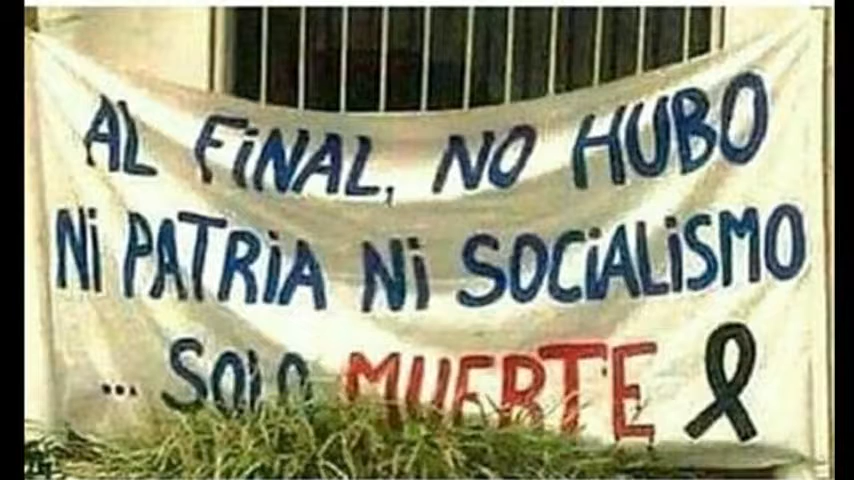 AL FiNAL, NO HUBO
Ni PATRiA Ni SOCiALiSMO
... SOLO MUERTE